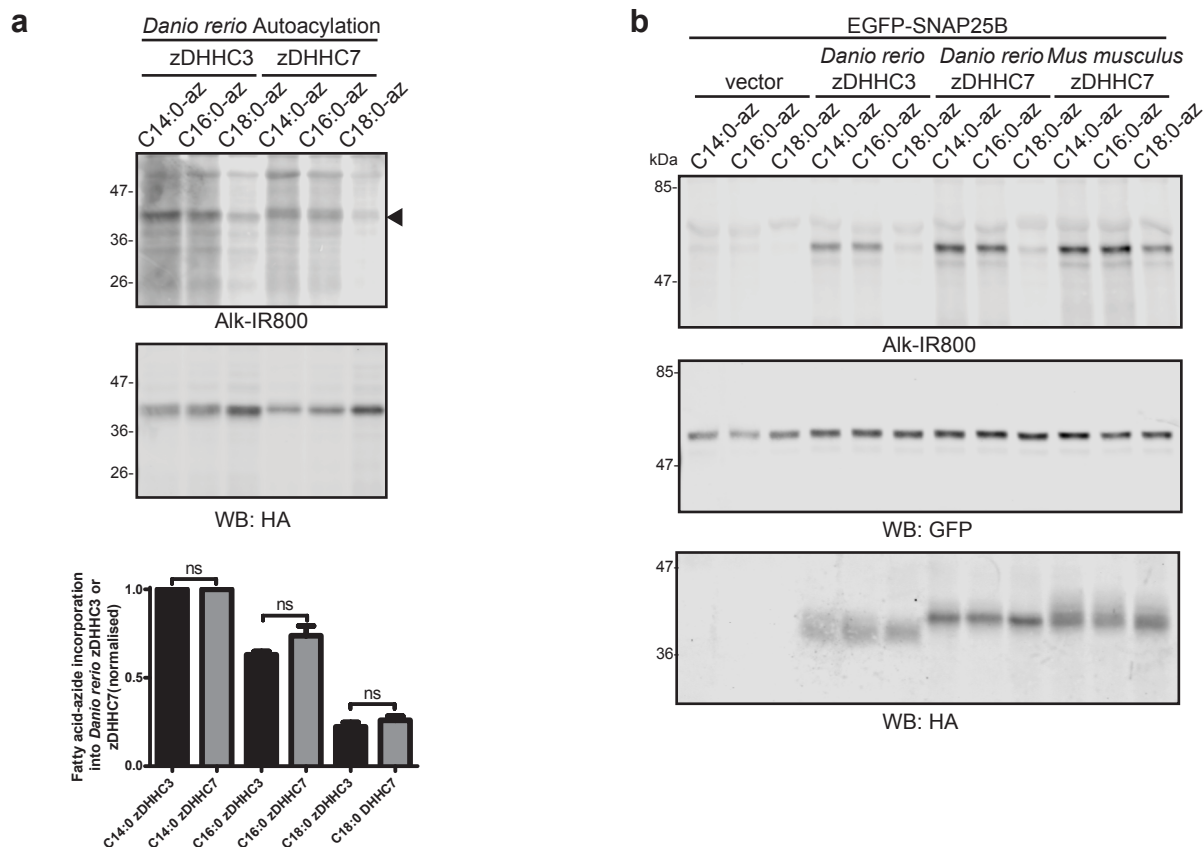 a
Danio rerio Autoacylation
zDHHC3 zDHHC7
C14:0-az C16:0-az C18:0-az C14:0-az C16:0-az C18:0-az
47-
36-
26-
Alk-IR800
47-
36-
26-
WB: HA
Fatty acid-azide incorporation
into Danio rerio zDHHC3 or
zDHHC7(normalised)
1.0
0.5
0.0
ns
ns
ns
C14:0 zDHHC3
C14:0 zDHHC7
C16:0 zDHHC3
C16:0 zDHHC7
C18:0 zDHHC3
C18:0 DHHC7
b
EGFP-SNAP25B
Danio rerio Danio rerio Mus musculus
vector zDHHC3 zDHHC7 zDHHC7
C14:0-az C16:0-az C18:0-az C14:0-az C16:0-az C18:0-az C14:0-az C16:0-az C18:0-az C14:0-az C16:0-az C18:0-az
kDa
85-
47-
Alk-IR800
85-
47-
WB: GFP
47-
36-
WB: HA